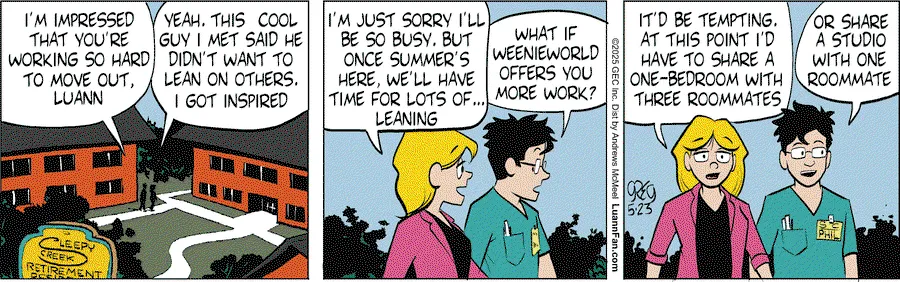 I'M IMPRESSED
THAT YOU'RE
WORKING SO HARD
TO MOVE OUT,
LUANN
YEAH. THIS COOL
GUY I MET SAID HE
DIDN'T WANT TO
LEAN ON OTHERS.
I GOT INSPIRED
SLEEPY
CREEK
RETIREMENT
I'M JUST SORRY I'LL
BE SO BUSY. BUT
ONCE SUMMER'S
HERE, WE'LL HAVE
TIME FOR LOTS OF...
LEANING
WHAT IF
WEENIEWORLD
OFFERS YOU
MORE WORK?
©2025 GEC Inc. Dist by Andrews McMeel LuannFan.com
IT'D BE TEMPTING.
AT THIS POINT I'D
HAVE TO SHARE A
ONE-BEDROOM WITH
THREE ROOMMATES
OR SHARE
A STUDIO
WITH ONE
ROOMMATE
GREG
5-23
PHIL